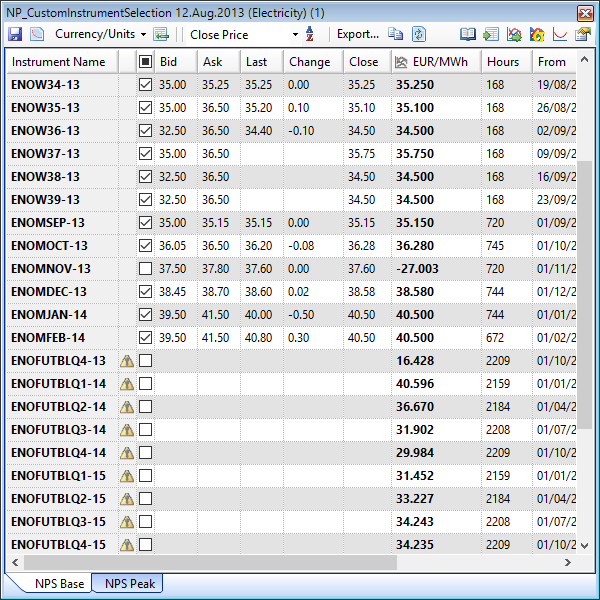 NP_CustomInstrumentSelection 12.Aug.2013 (Electricity) (1)
Currency/Units Close Price A Z Export...
Instrument Name Bid Ask Last Change Close EUR/MWh Hours From
ENOW34-13 35.00 35.25 35.25 0.00 35.25 35.250 168 19/08/2
ENOW35-13 35.00 36.50 35.20 0.10 35.10 35.100 168 26/08/2
ENOW36-13 32.50 36.50 34.40 -0.10 34.50 34.500 168 02/09/2
ENOW37-13 35.00 36.50 35.75 35.750 168 09/09/2
ENOW38-13 32.50 36.50 34.50 34.500 168 16/09/2
ENOW39-13 32.50 36.50 34.50 34.500 168 23/09/2
ENOMSEP-13 35.00 35.15 35.15 0.00 35.15 35.150 720 01/09/2
ENOMOCT-13 36.05 36.50 36.20 -0.08 36.28 36.280 745 01/10/2
ENOMNOV-13 37.50 37.80 37.60 0.00 37.60 -27.003 720 01/11/2
ENOMDEC-13 38.45 38.70 38.60 0.02 38.58 38.580 744 01/12/2
ENOMJAN-14 39.50 41.50 40.00 -0.50 40.50 40.500 744 01/01/2
ENOMFEB-14 39.50 41.50 40.80 0.30 40.50 40.500 672 01/02/2
ENOFUTBLQ4-13 16.428 2209 01/10/2
ENOFUTBLQ1-14 40.596 2159 01/01/2
ENOFUTBLQ2-14 36.670 2184 01/04/2
ENOFUTBLQ3-14 31.902 2208 01/07/2
ENOFUTBLQ4-14 29.984 2209 01/10/2
ENOFUTBLQ1-15 31.452 2159 01/01/2
ENOFUTBLQ2-15 33.227 2184 01/04/2
ENOFUTBLQ3-15 34.243 2208 01/07/2
ENOFUTBLQ4-15 34.235 2209 01/10/2
NPS Base NPS Peak